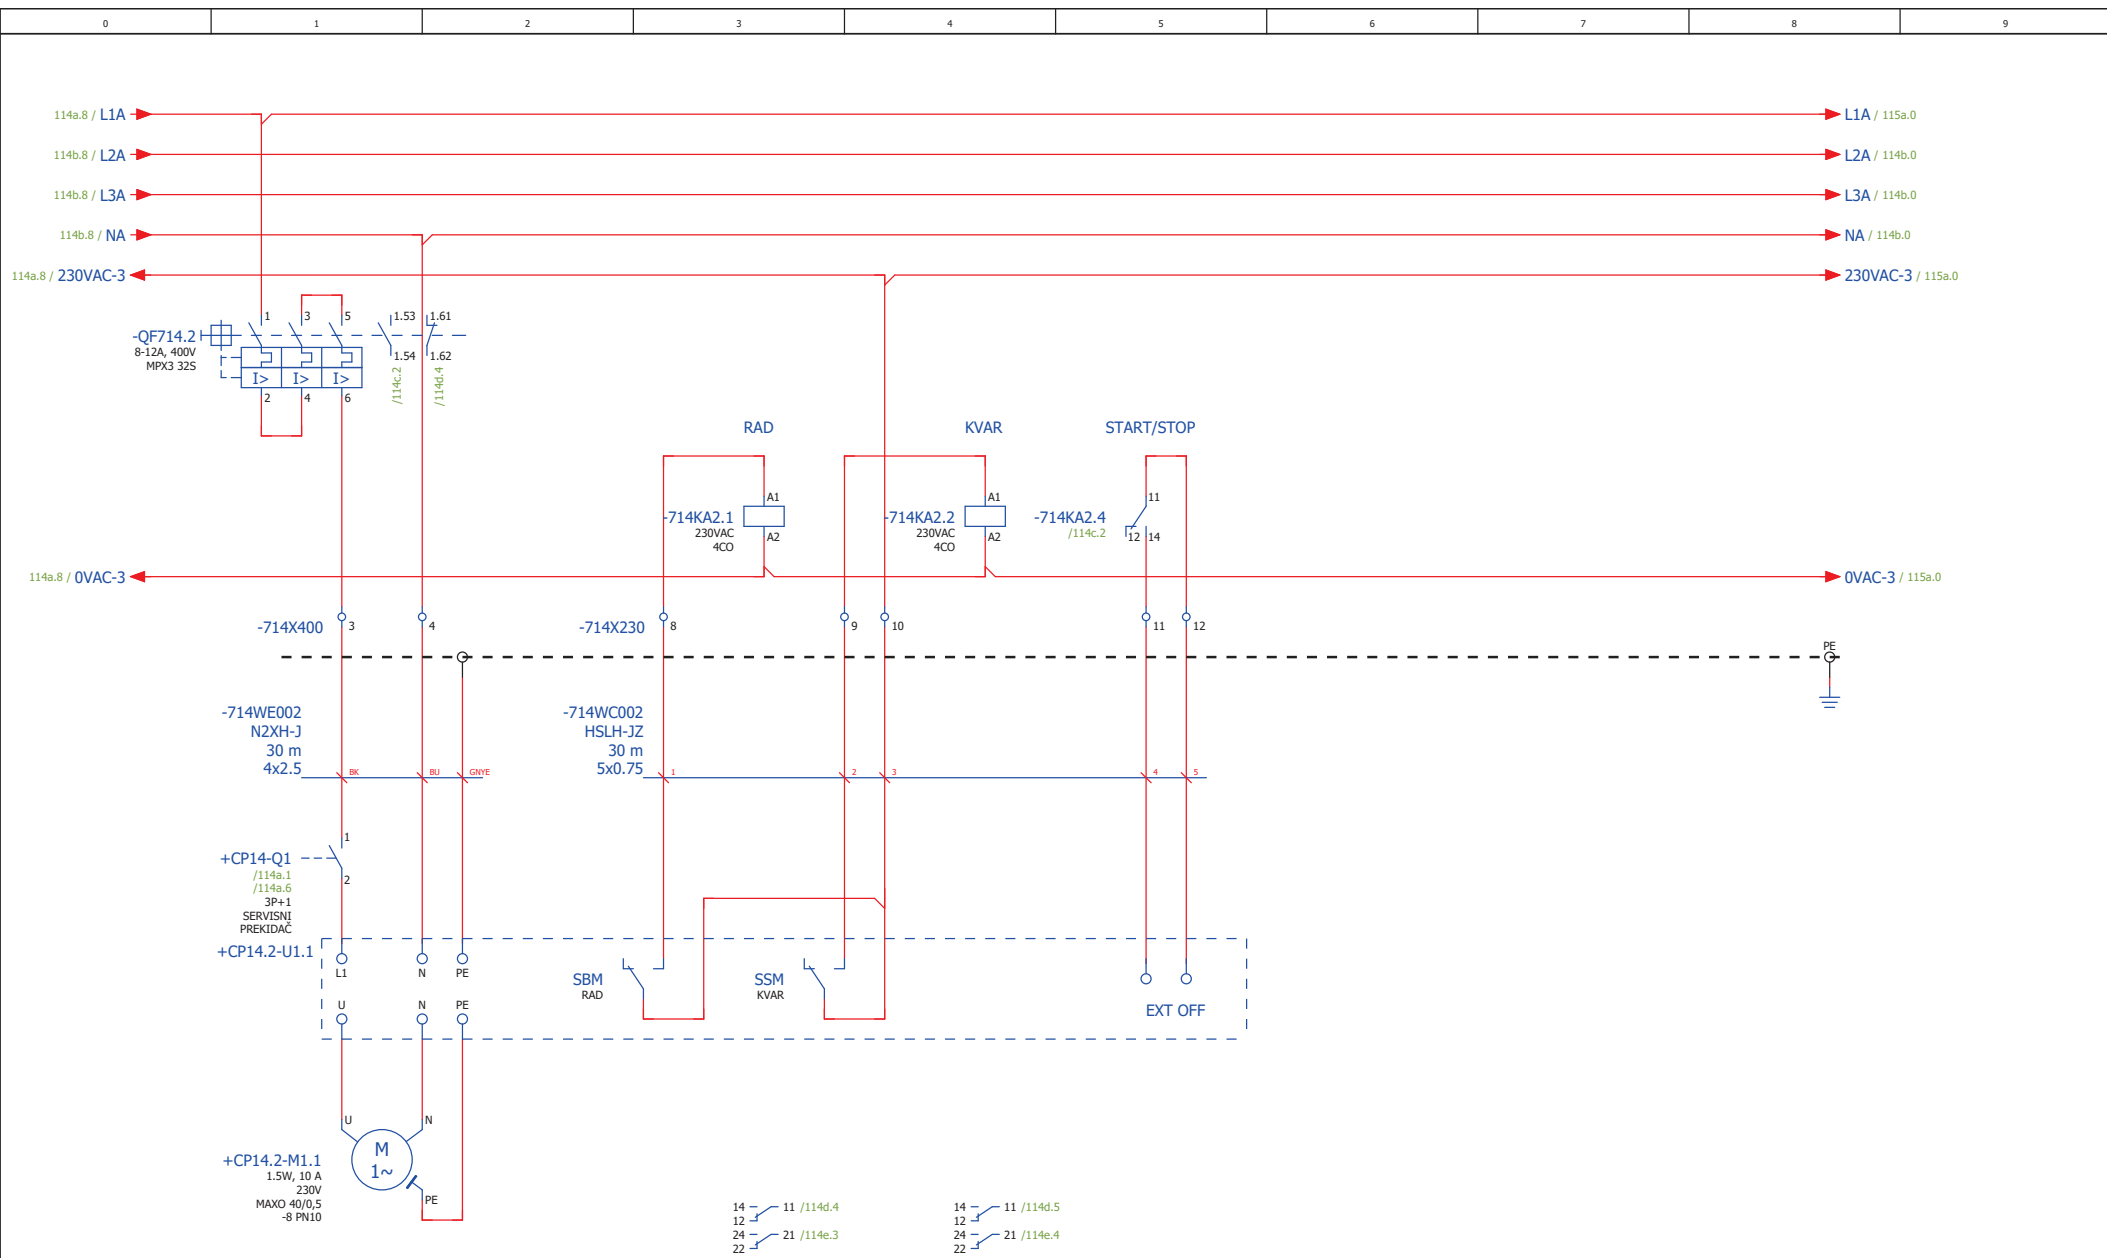 0 1 2 3 4 5 6 7 8 9
114a.8 / L1A
L1A / 115a.0
114b.8 / L2A
L2A / 114b.0
114b.8 / L3A
L3A / 114b.0
114b.8 / NA
NA / 114b.0
114a.8 / 230VAC-3
230VAC-3 / 115a.0
1 3 5 1.53 1.61
-QF714.2
8-12A, 400V
MPX3 32S
1.54 1.62
I> I> I>
2 4 6
/114c.2
/114d.4
RAD
KVAR
START/STOP
A1
A1
11
-714KA2.1
230VAC
4CO
A2
-714KA2.2
230VAC
4CO
A2
-714KA2.4
/114c.2
12 14
114a.8 / 0VAC-3
0VAC-3 / 115a.0
-714X400
3 4
-714X230
8 9 10 11 12
PE
-714WE002
N2XH-J
30 m
4x2.5
BK BU GNYE
-714WC002
HSLH-JZ
30 m
5x0.75
1 2 3 4 5
1
+CP14-Q1
/114a.1
/114a.6
3P+1
SERVISNI
PREKIDAČ
2
+CP14.2-U1.1
L1 N PE
U N PE
SBM
RAD
SSM
KVAR
EXT OFF
U N
M
1~
PE
+CP14.2-M1.1
1.5W, 10 A
230V
MAXO 40/0,5
-8 PN10
14 11 /114d.4
12
24 21 /114e.3
22
14 11 /114d.5
12
24 21 /114e.4
22